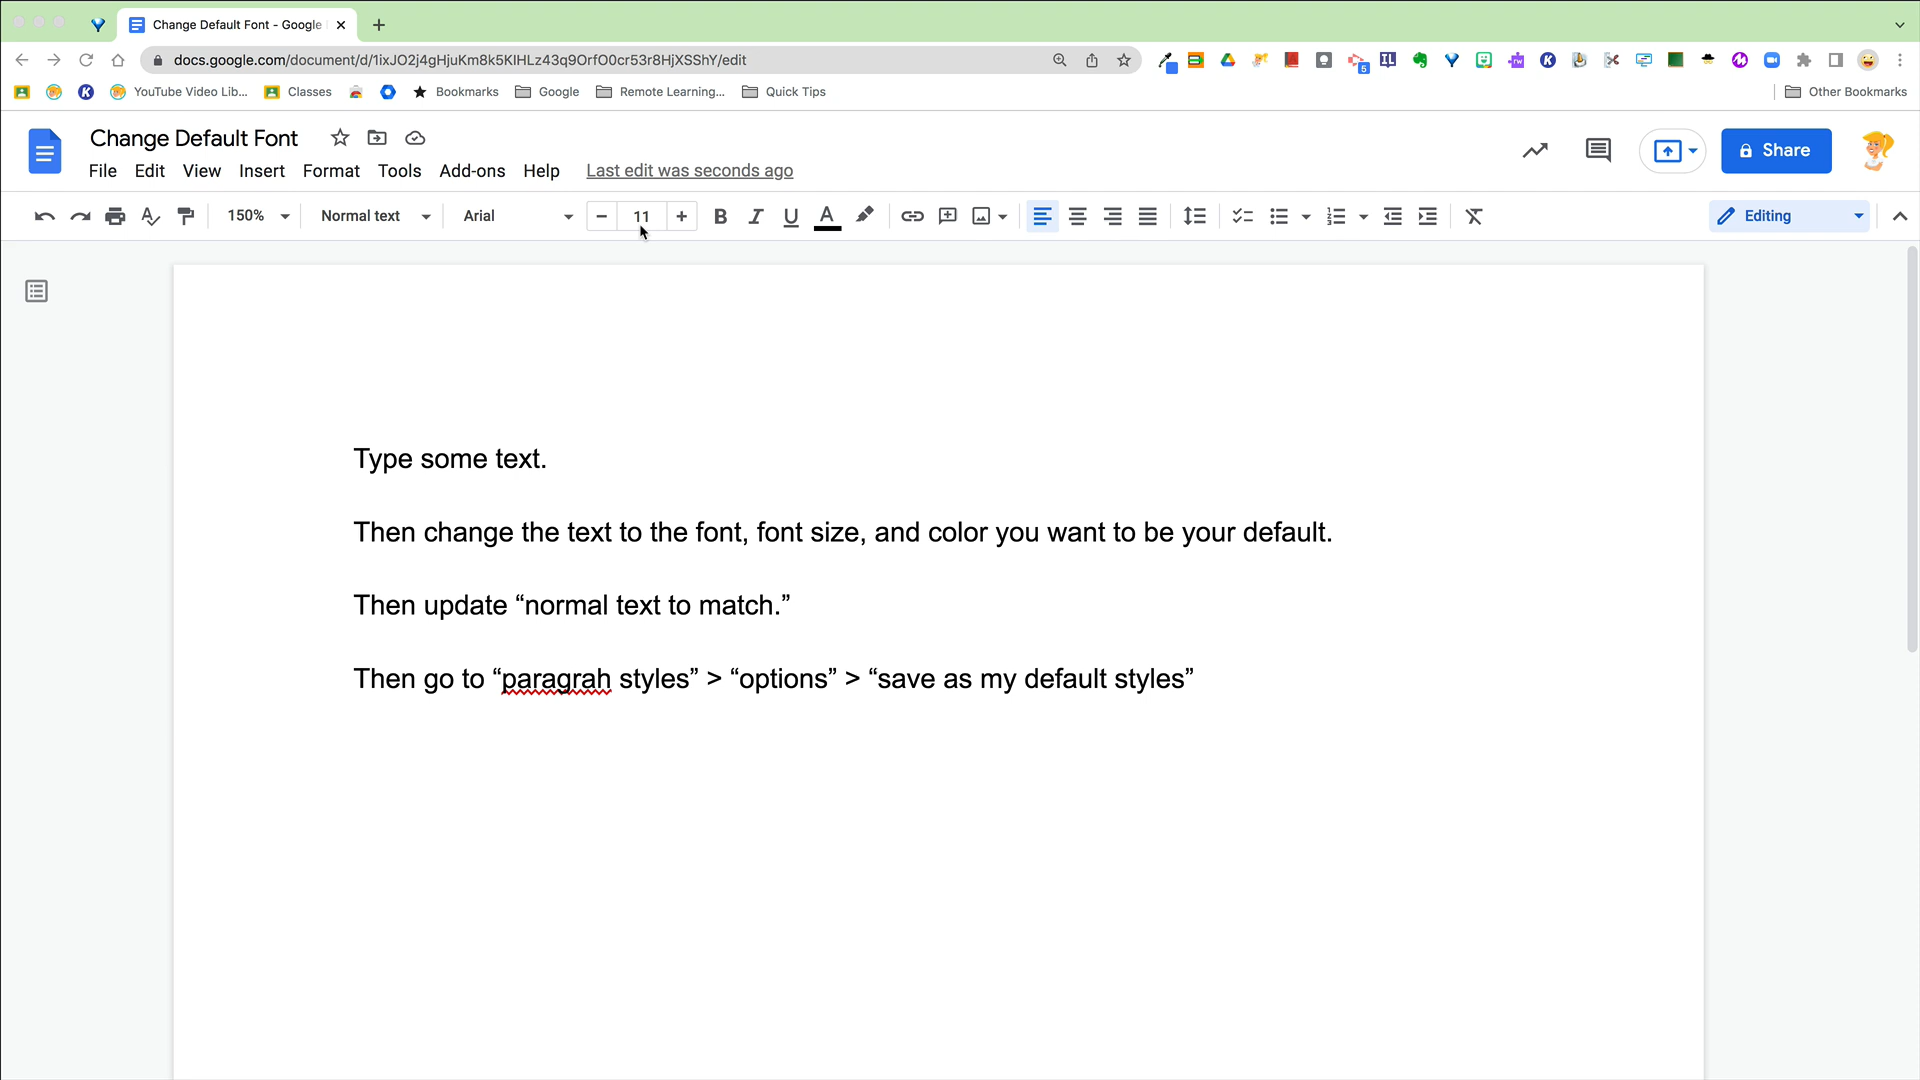 Change Default Font - Google
docs.google.com/document/d/1ixJO2j4gHjuKm8k5KIHLz43q9OrfO0cr53r8HjXSShY/edit
5
YouTube Video Lib...
Classes
Bookmarks
Google
Remote Learning...
Quick Tips
Other Bookmarks
Change Default Font
File Edit View Insert Format Tools Add-ons Help Last edit was seconds ago
Share
150% Normal text Arial 11 B I U A
Editing
Type some text.
Then change the text to the font, font size, and color you want to be your default.
Then update “normal text to match.”
Then go to “paragrah styles” > “options” > “save as my default styles”